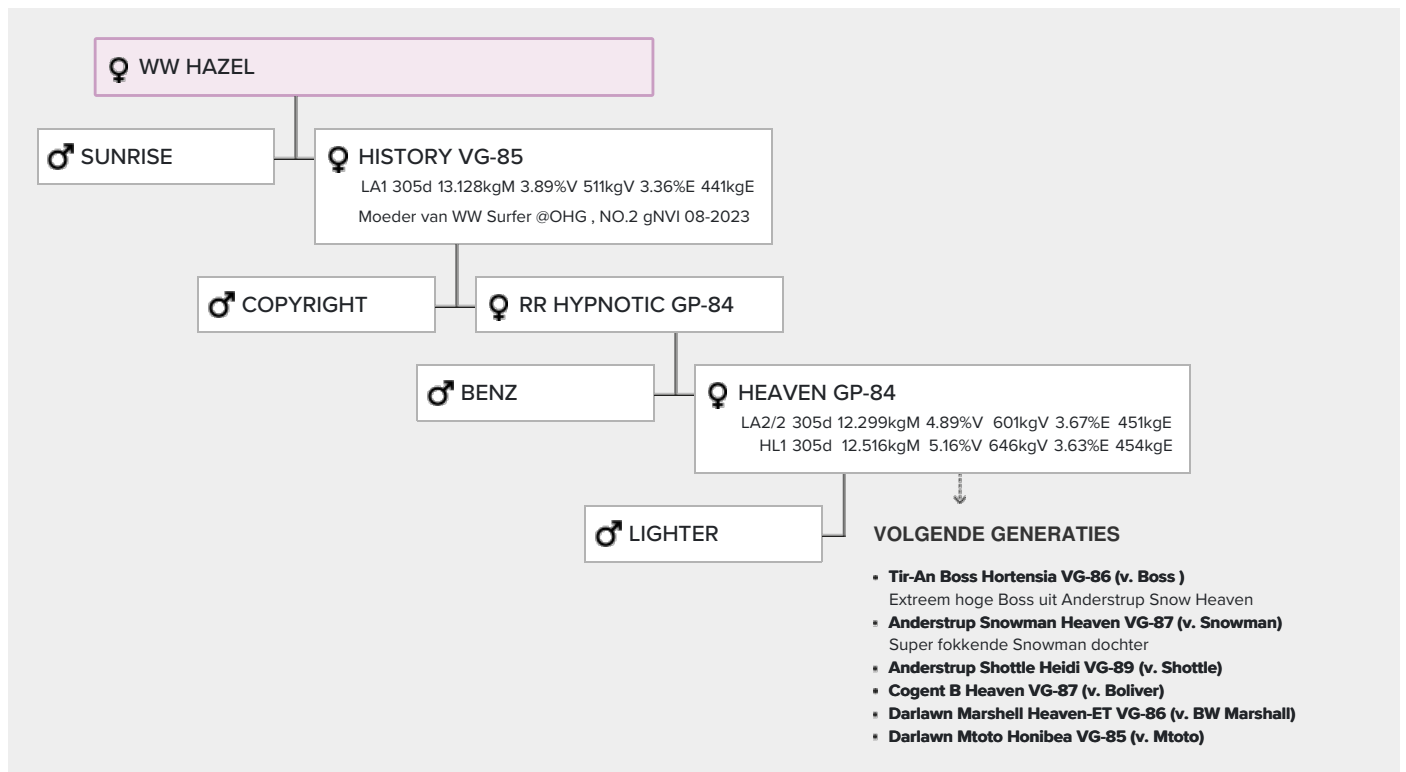 WW HAZEL
SUNRISE
HISTORY VG-85
LA1 305d 13.128kgM 3.89%V 511kgV 3.36%E 441kgE
Moeder van WW Surfer @OHG , NO.2 gNVI 08-2023
COPYRIGHT
RR HYPNOTIC GP-84
BENZ
HEAVEN GP-84
LA2/2 305d 12.299kgM 4.89%V 601kgV 3.67%E 451kgE
HL1 305d 12.516kgM 5.16%V 646kgV 3.63%E 454kgE
LIGHTER
VOLGENDE GENERATIES
• Tir-An Boss Hortensia VG-86 (v. Boss )
Extreem hoge Boss uit Anderstrup Snow Heaven
• Anderstrup Snowman Heaven VG-87 (v. Snowman)
Super fokkende Snowman dochter
• Anderstrup Shottle Heidi VG-89 (v. Shottle)
• Cogent B Heaven VG-87 (v. Boliver)
• Darlawn Marshell Heaven-ET VG-86 (v. BW Marshall)
• Darlawn Mtoto Honibea VG-85 (v. Mtoto)